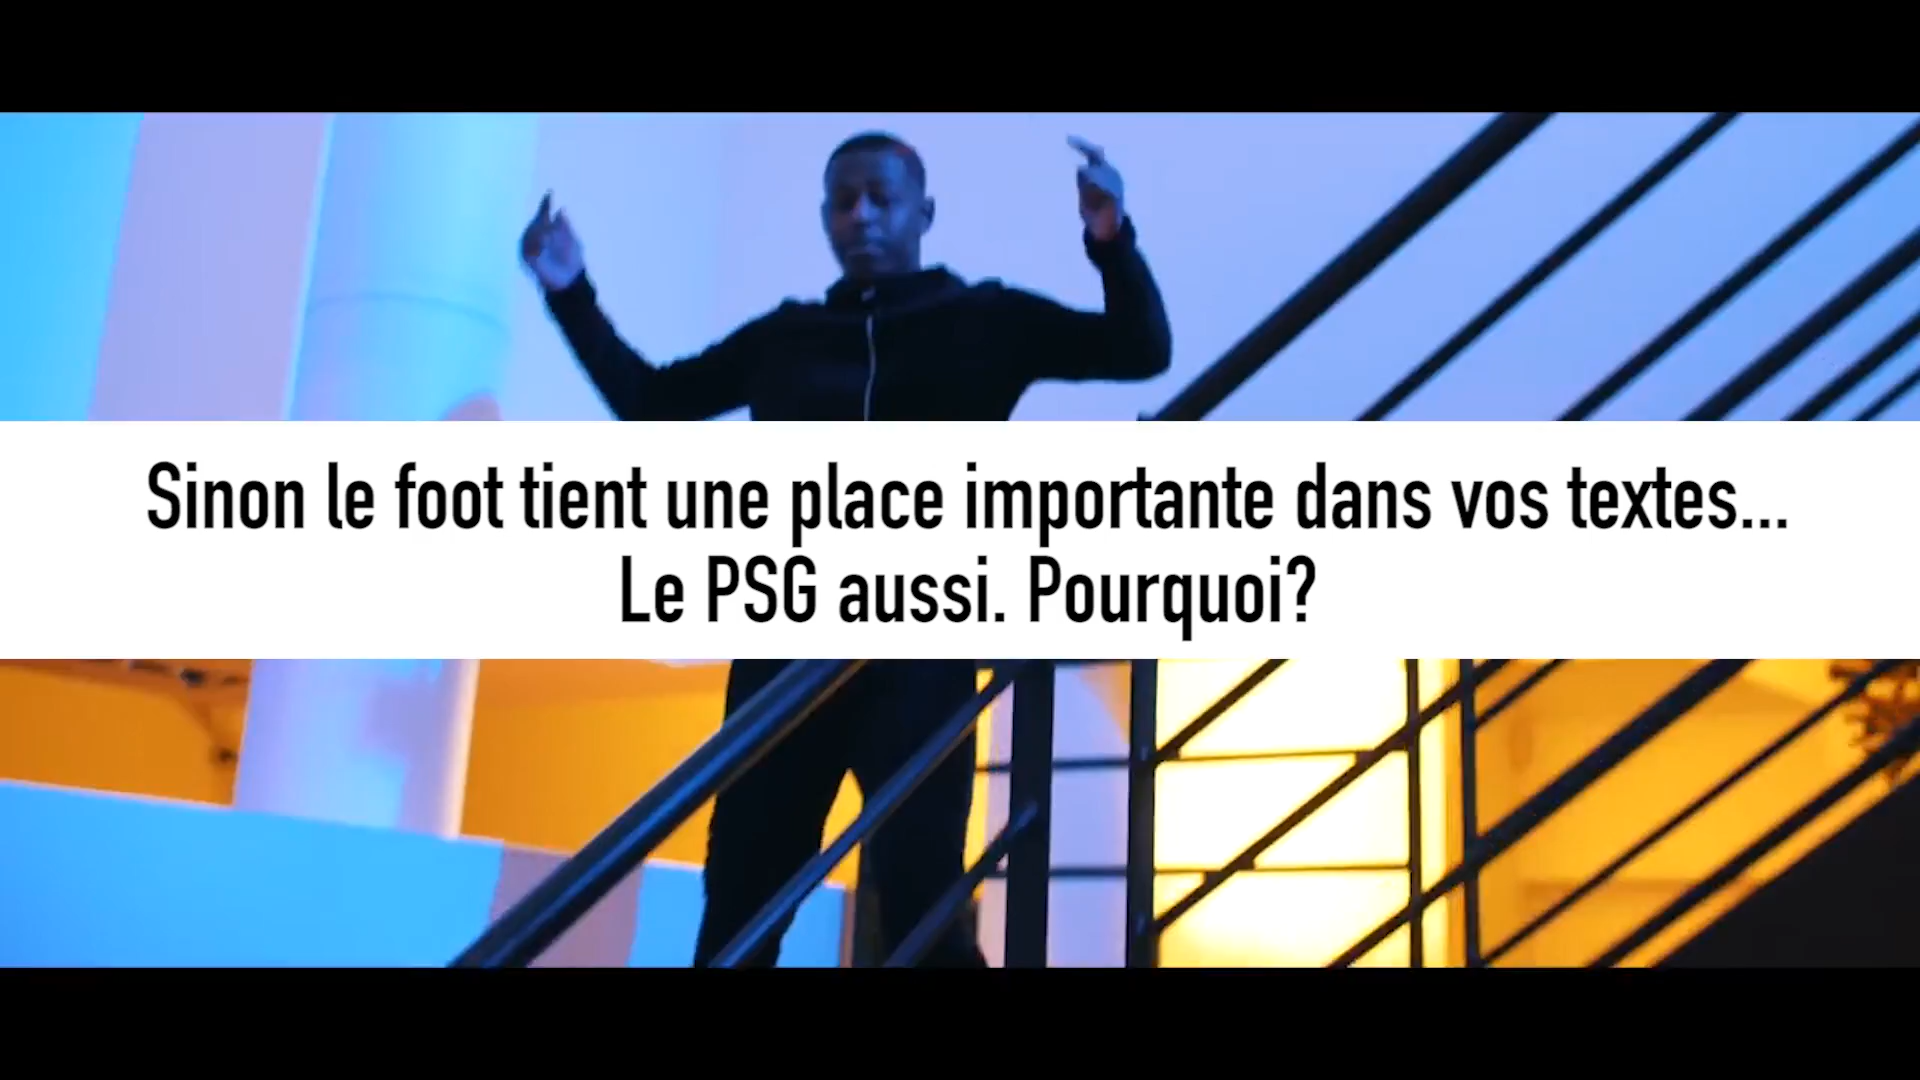 Sinon le foot tient une place importante dans vos textes...
Le PSG aussi. Pourquoi?